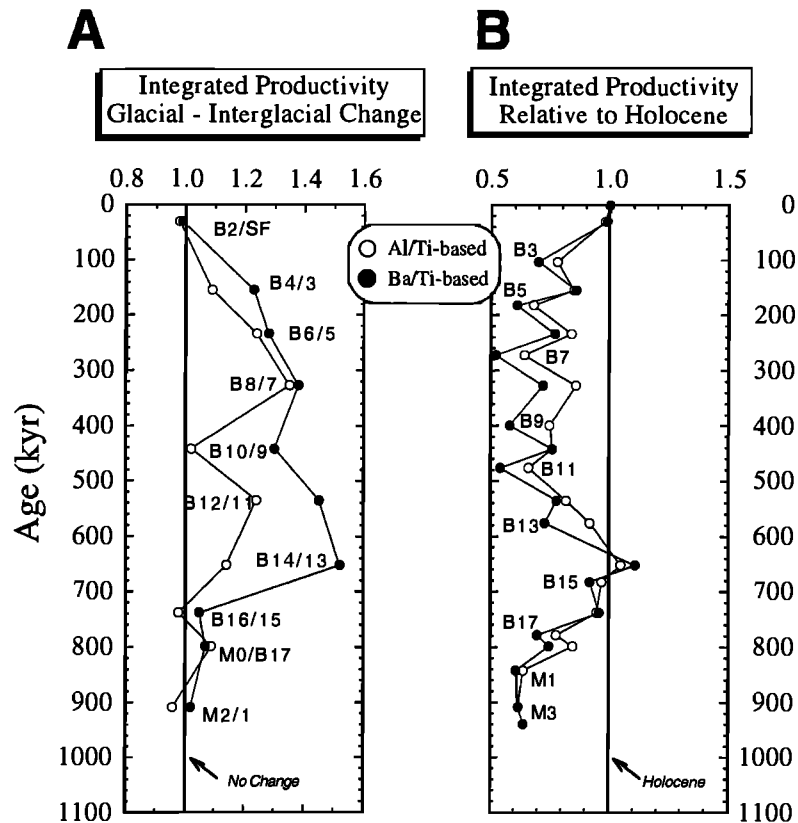 A
B
Integrated Productivity
Glacial - Interglacial Change
Integrated Productivity
Relative to Holocene
0.8 1.0 1.2 1.4 1.6
0.5 1.0 1.5
Al/Ti-based
Ba/Ti-based
Age (kyr)
0
100
200
300
400
500
600
700
800
900
1000
1100
B2/SF
B4/3
B6/5
B8/7
B10/9
B12/11
B14/13
B16/15
M0/B17
M2/1
No Change
B3
B5
B7
B9
B11
B13
B15
B17
M1
M3
Holocene
0
100
200
300
400
500
600
700
800
900
1000
1100